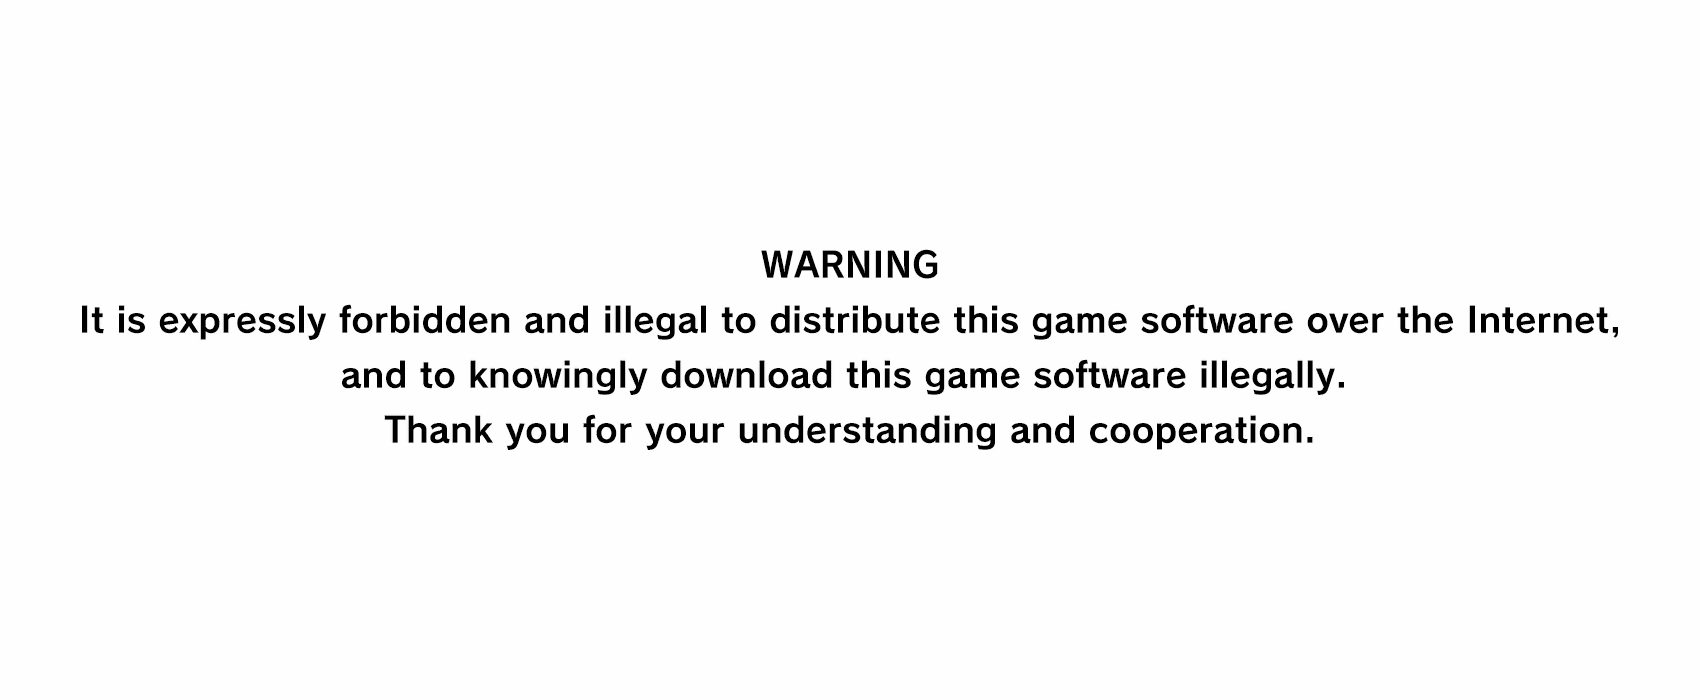 WARNING
It is expressly forbidden and illegal to distribute this game software over the Internet,
and to knowingly download this game software illegally.
Thank you for your understanding and cooperation.